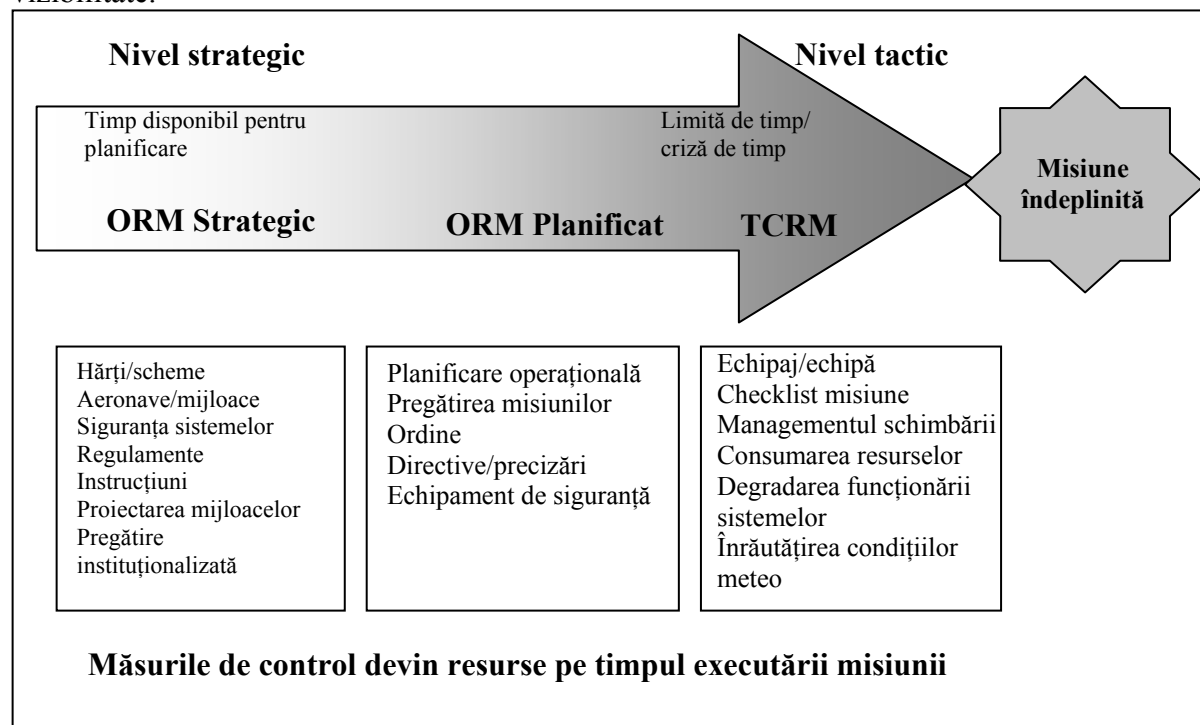 Nivel strategic
Nivel tactic
Timp disponibil pentru
planificare
Limită de timp/
criză de timp
Misiune
îndeplinită
ORM Strategic
ORM Planificat
TCRM
Hărți/scheme
Aeronave/mijloace
Siguranța sistemelor
Regulamente
Instrucțiuni
Proiectarea mijloacelor
Pregătire
instituționalizată
Planificare operațională
Pregătirea misiunilor
Ordine
Directive/precizări
Echipament de siguranță
Echipaj/echipă
Checklist misiune
Managementul schimbării
Consumarea resurselor
Degradarea funcționării
sistemelor
Înrăutățirea condițiilor
meteo
Măsurile de control devin resurse pe timpul executării misiunii